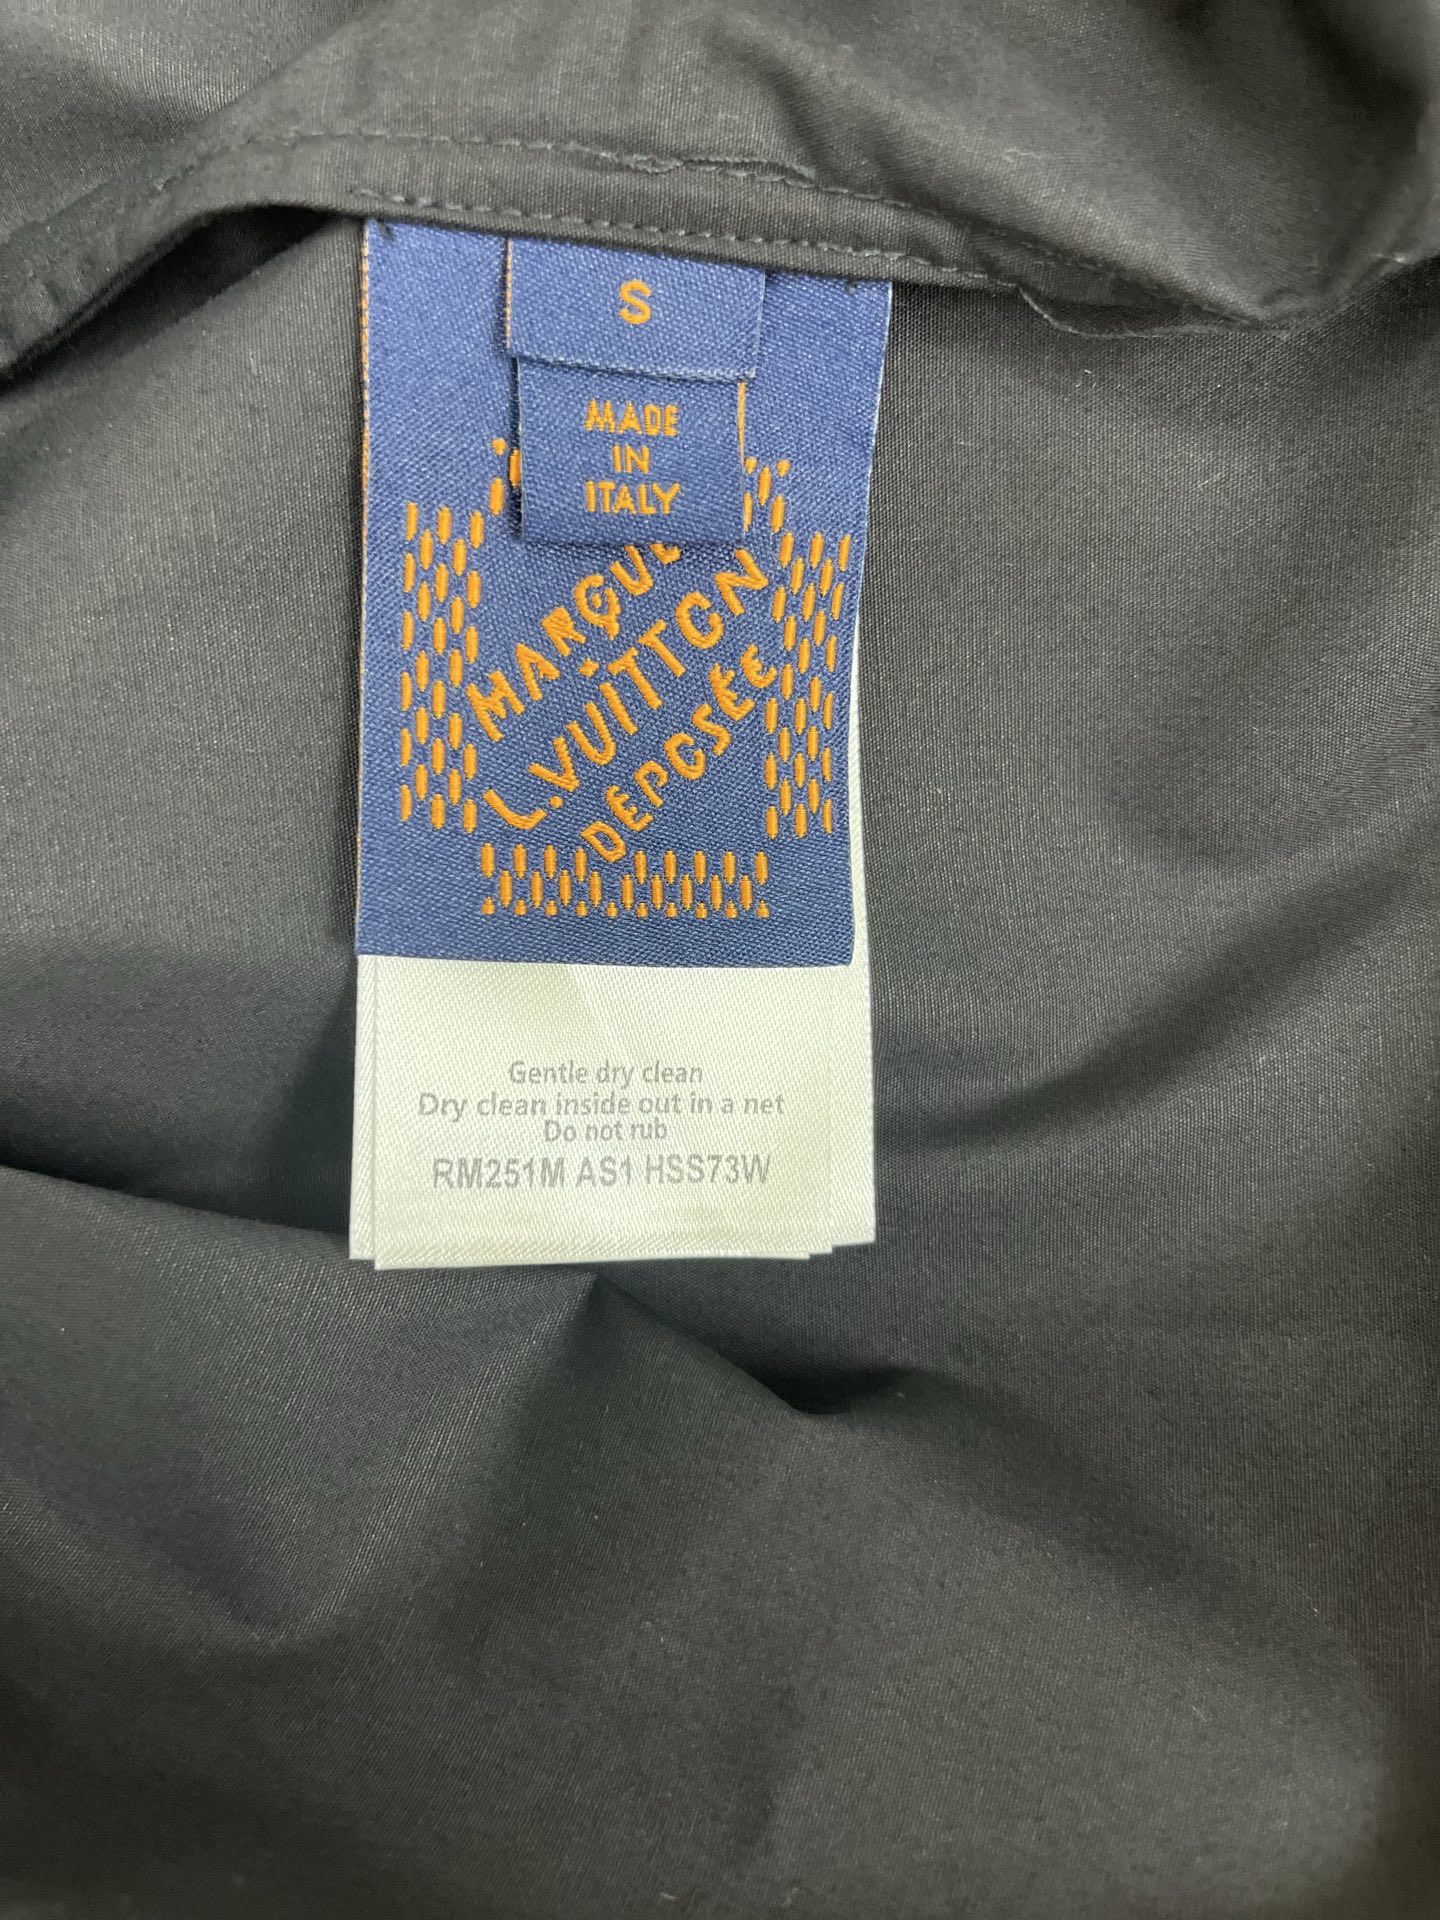 S
MADE
IN
ITALY
MARQUE
L.VUITTON
DEPOSÉE
Gentle dry clean
Dry clean inside out in a net
Do not rub
RM251M AS1 HSS73W